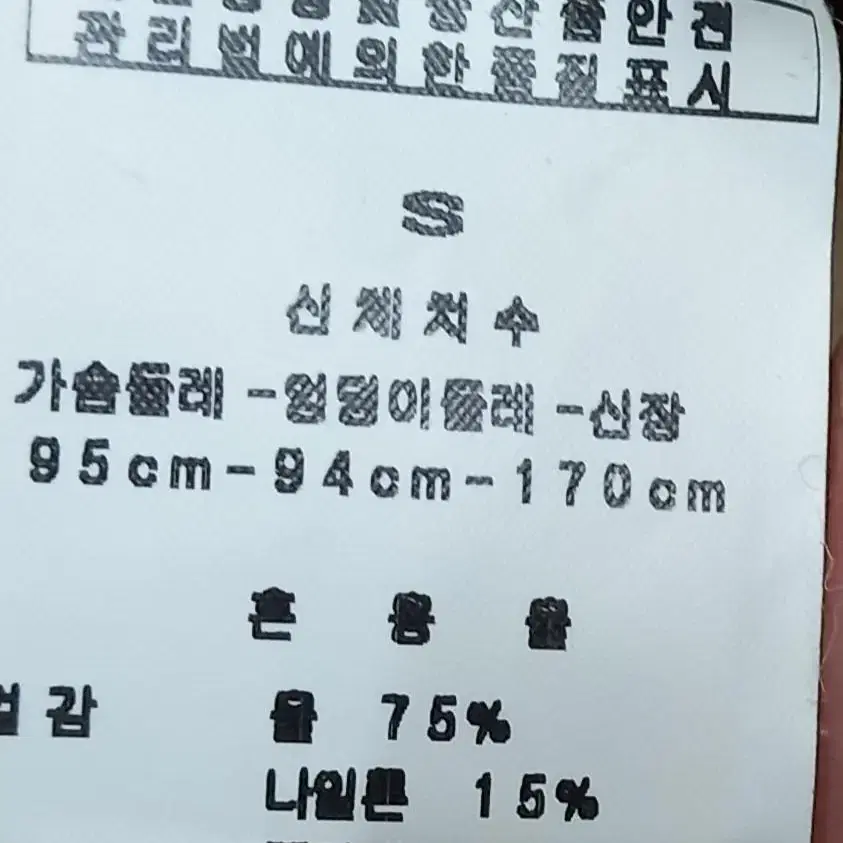 관리법에의한품질표시
S
신체치수
가슴둘레-엉덩이둘레-신장
95cm-94cm-170cm
혼 용 율
겉감 울 75%
나일론 15%